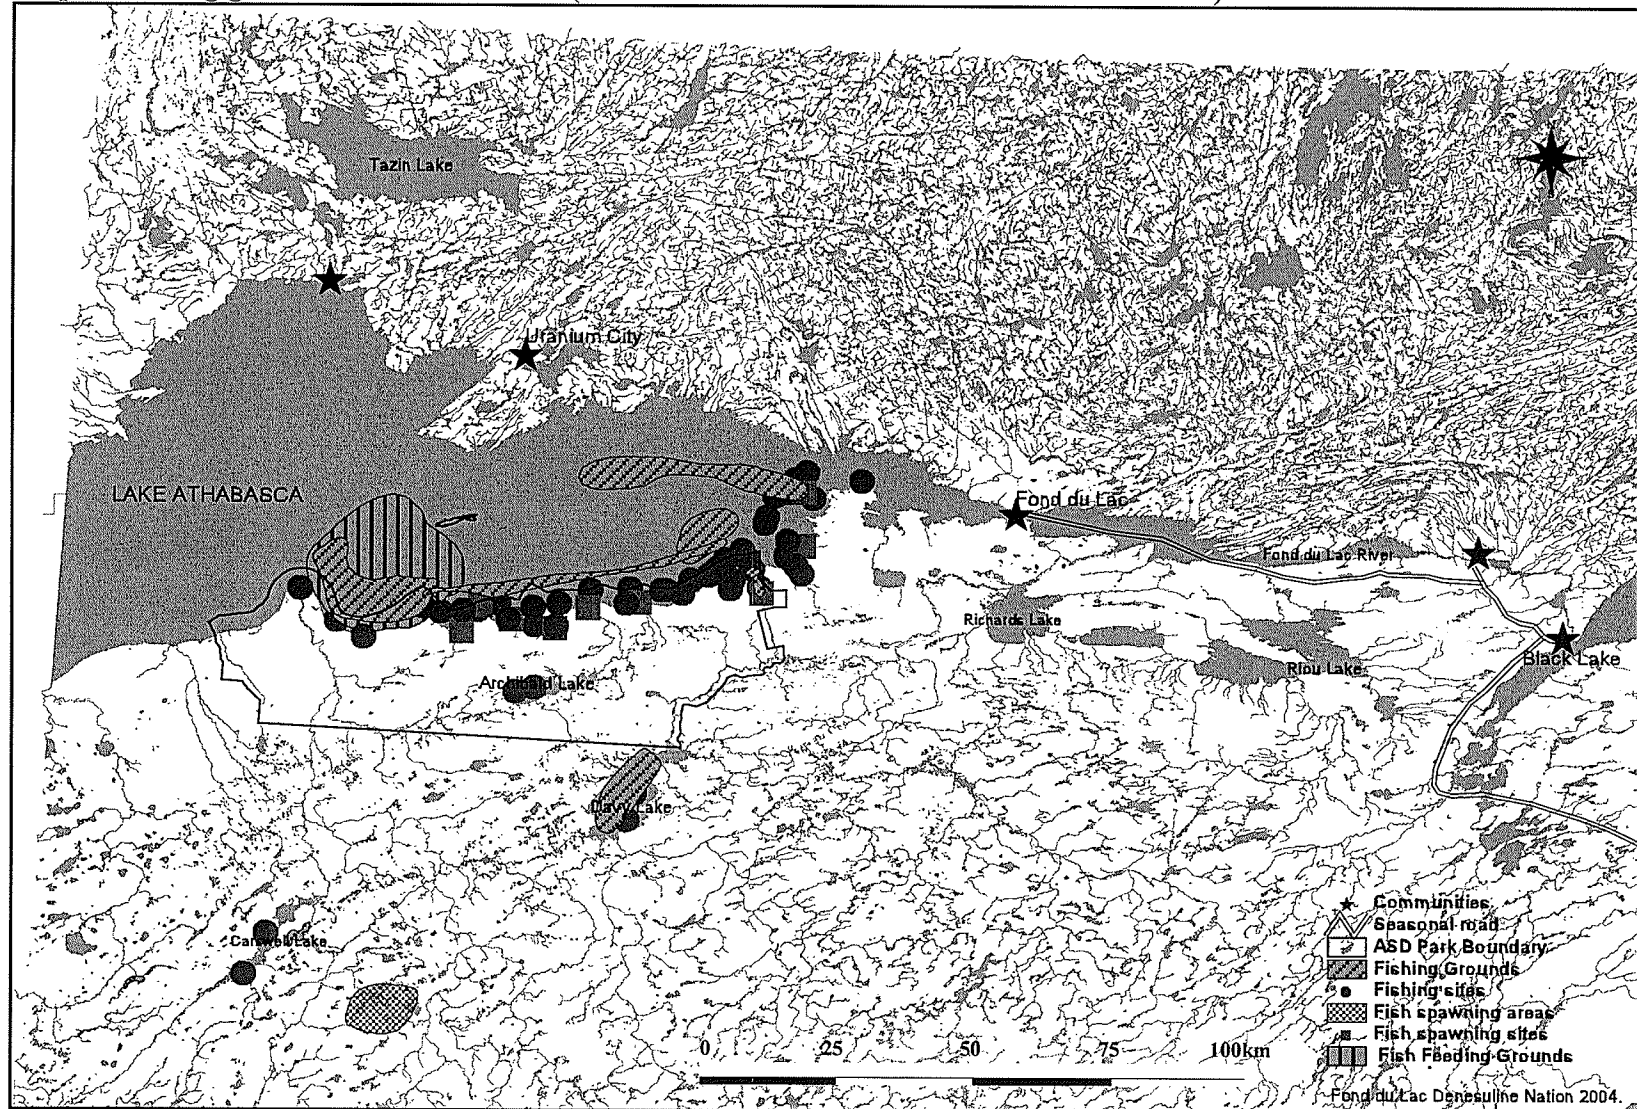 Tazin Lake
Uranium City
LAKE ATHABASCA
Fond du Lac
Fond du Lac River
Richards Lake
Riou Lake
Black Lake
Archibald Lake
Davy Lake
Carswell Lake
Communities
Seasonal road
ASD Park Boundary
Fishing Grounds
Fishing sites
Fish spawning areas
Fish spawning sites
Fish Feeding Grounds
0 25 50 75 100km
Fond du Lac Denesuline Nation 2004.